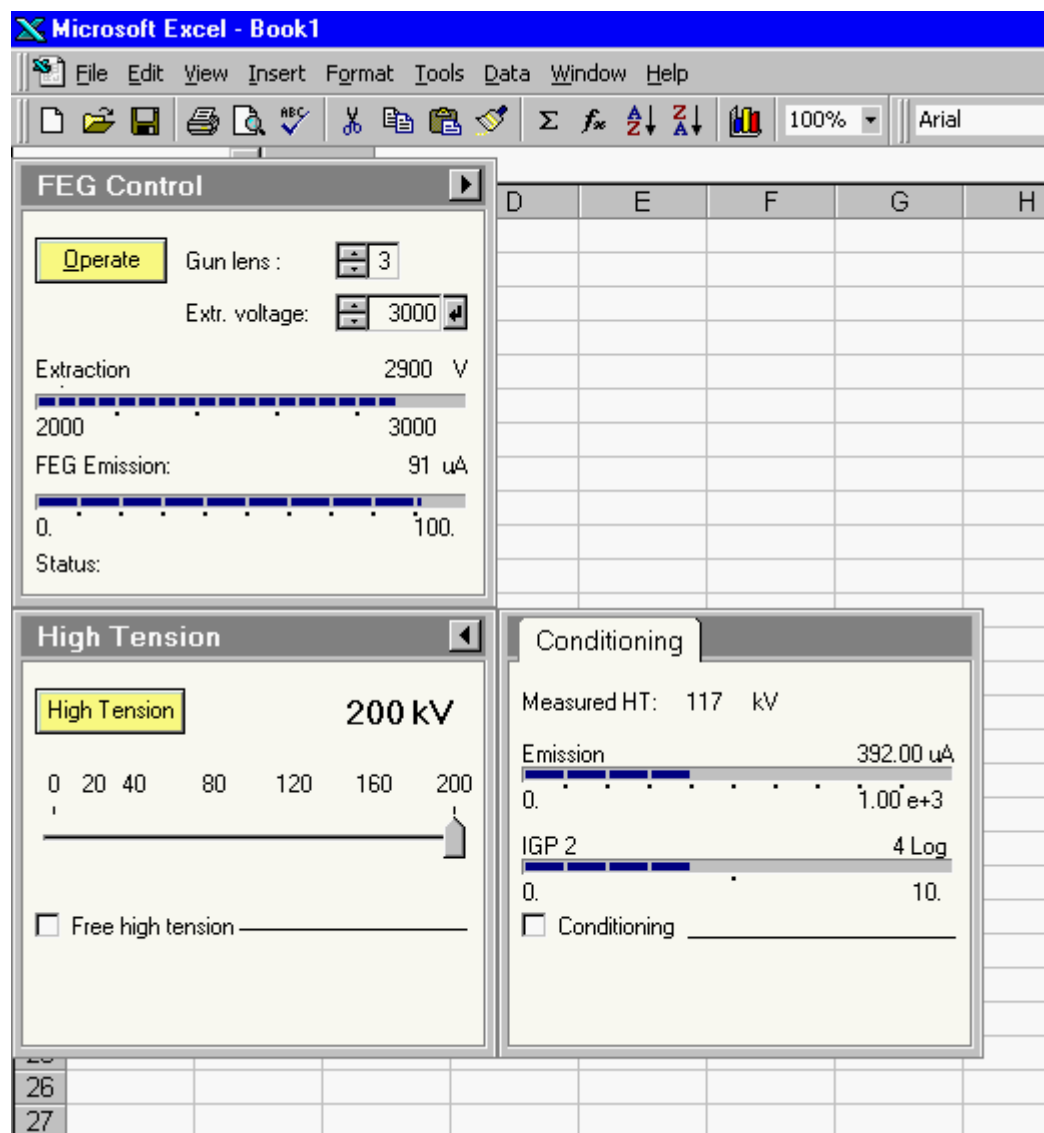 Microsoft Excel - Book1
File Edit View Insert Format Tools Data Window Help
ABC Σ fx A Z Z A 100% Arial
FEG Control
D E F G H
Operate Gun lens : 3
Extr. voltage: 3000
Extraction 2900 V
2000 3000
FEG Emission: 91 uA
0. 100.
Status:
High Tension
High Tension 200 kV
0 20 40 80 120 160 200
Free high tension
Conditioning
Measured HT: 117 kV
Emission 392.00 uA
0. 1.00 e+3
IGP 2 4 Log
0. 10.
Conditioning
26
27